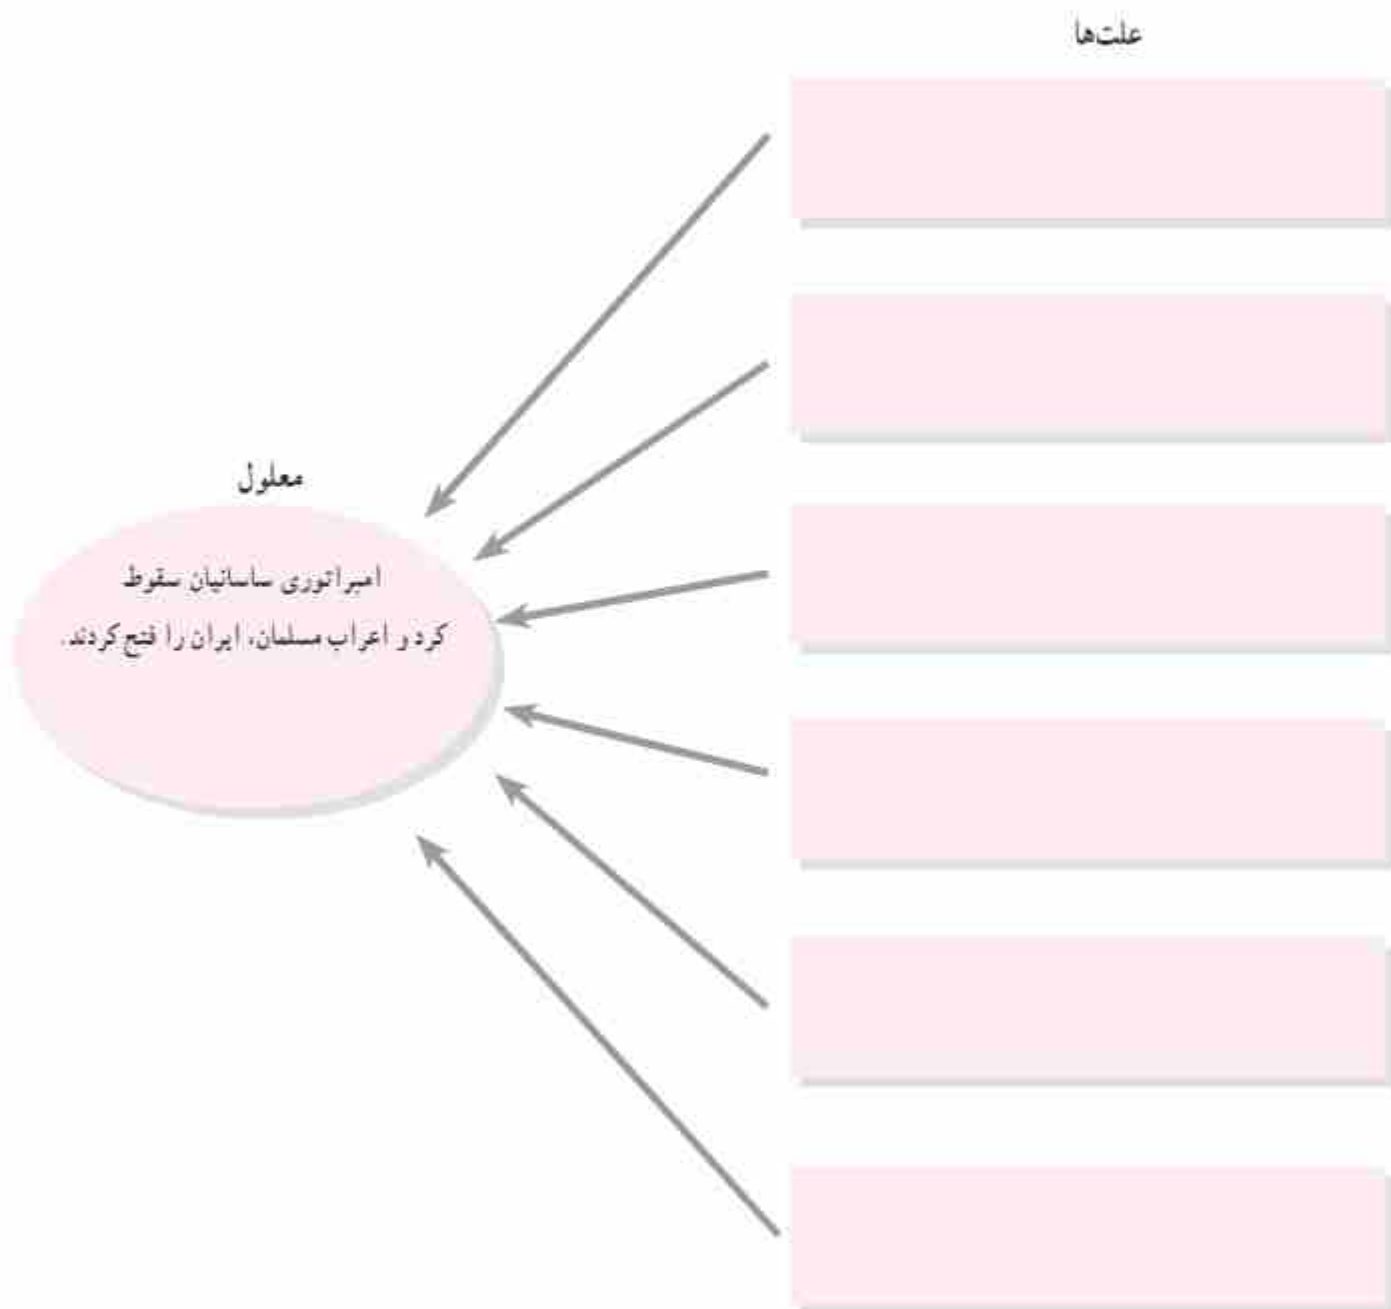 علت‌ها
معلول
امپراتوری ساسانیان سقوط
کرد و اعراب مسلمان، ایران را فتح کردند.